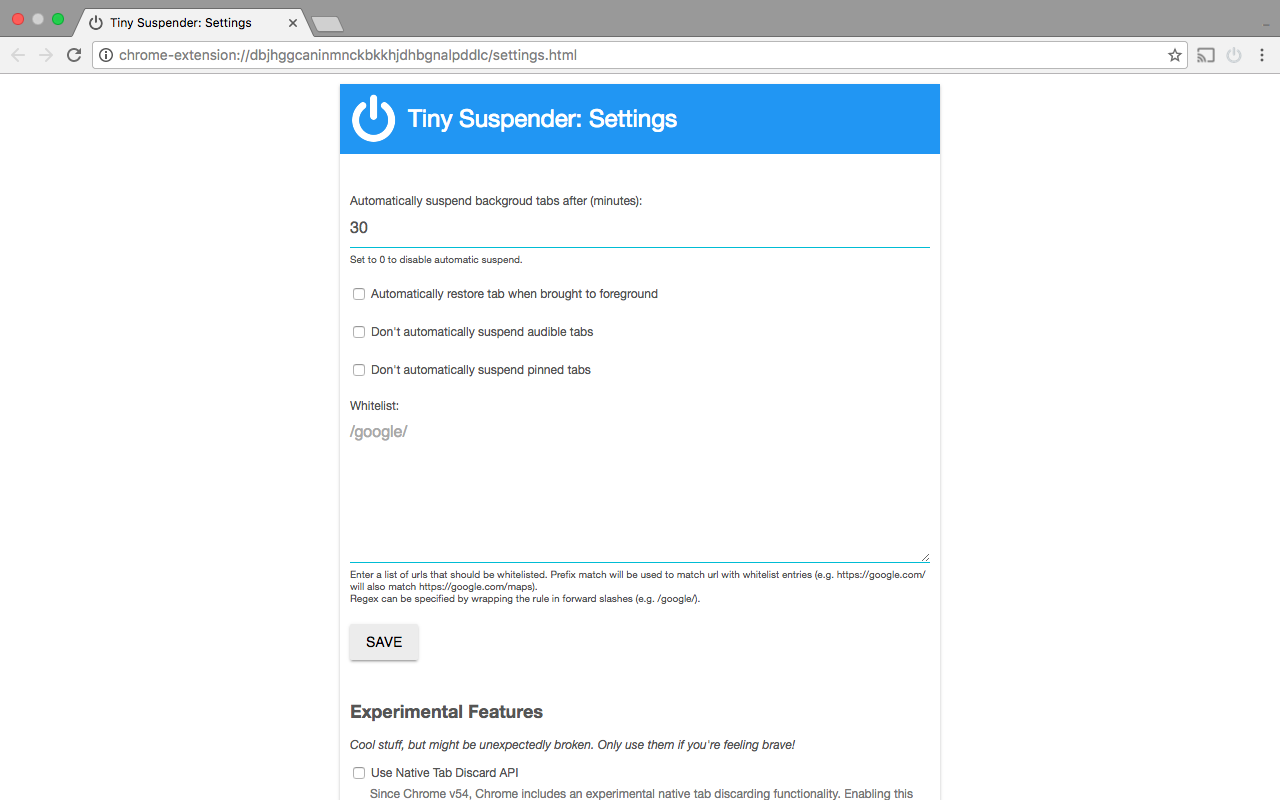 Tiny Suspender: Settings
chrome-extension://dbjhggcaninmnckbkkhjdhbgnalpddlc/settings.html
Tiny Suspender: Settings
Automatically suspend backgroud tabs after (minutes):
30
Set to 0 to disable automatic suspend.
Automatically restore tab when brought to foreground
Don't automatically suspend audible tabs
Don't automatically suspend pinned tabs
Whitelist:
/google/
Enter a list of urls that should be whitelisted. Prefix match will be used to match url with whitelist entries (e.g. https://google.com/
will also match https://google.com/maps).
Regex can be specified by wrapping the rule in forward slashes (e.g. /google/).
SAVE
Experimental Features
Cool stuff, but might be unexpectedly broken. Only use them if you're feeling brave!
Use Native Tab Discard API
Since Chrome v54, Chrome includes an experimental native tab discarding functionality. Enabling this